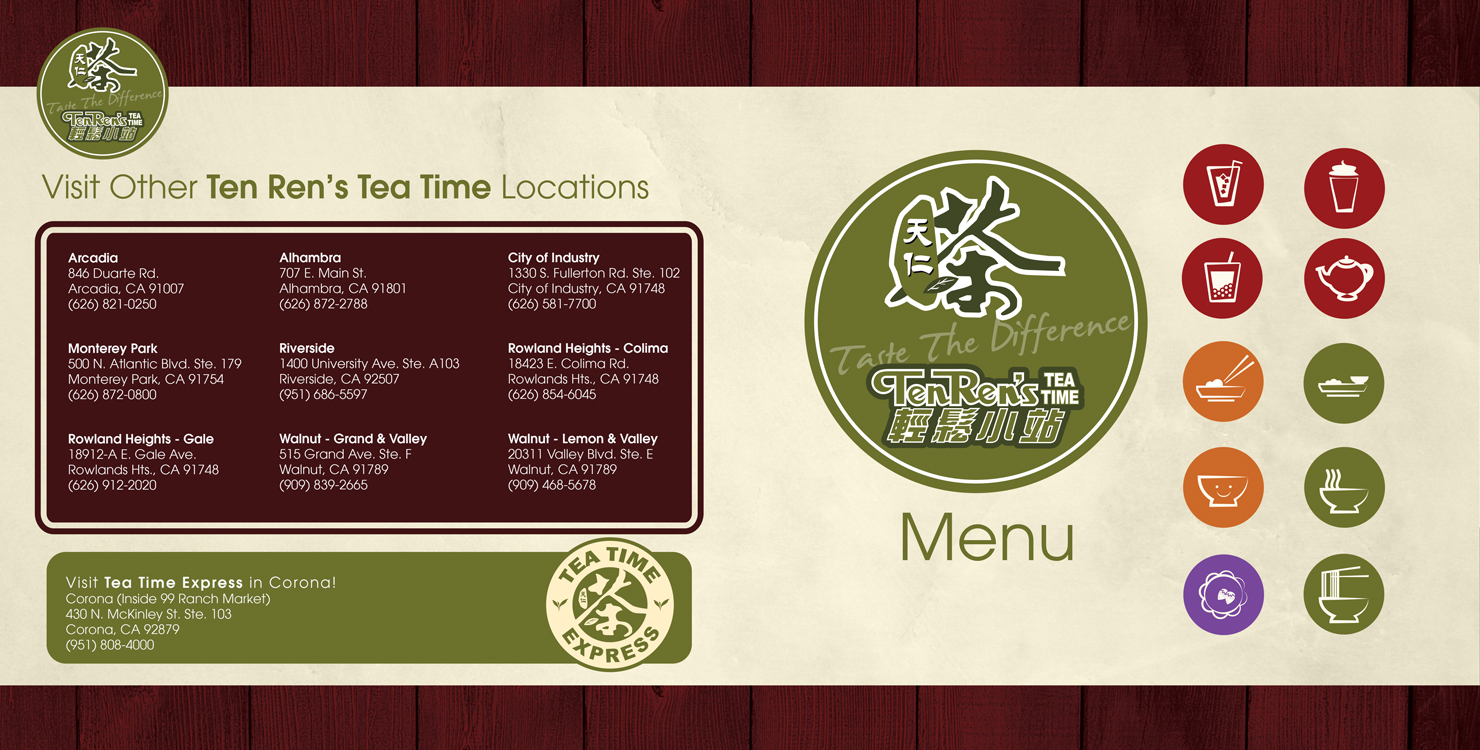 天仁
茶
Taste The Difference
TenRen's TEA TIME
輕鬆小站
Visit Other Ten Ren's Tea Time Locations
Arcadia
846 Duarte Rd.
Arcadia, CA 91007
(626) 821-0250
Alhambra
707 E. Main St.
Alhambra, CA 91801
(626) 872-2788
City of Industry
1330 S. Fullerton Rd. Ste. 102
City of Industry, CA 91748
(626) 581-7700
Monterey Park
500 N. Atlantic Blvd. Ste. 179
Monterey Park, CA 91754
(626) 872-0800
Riverside
1400 University Ave. Ste. A103
Riverside, CA 92507
(951) 686-5597
Rowland Heights - Colima
18423 E. Colima Rd.
Rowlands Hts., CA 91748
(626) 854-6045
Rowland Heights - Gale
18912-A E. Gale Ave.
Rowlands Hts., CA 91748
(626) 912-2020
Walnut - Grand & Valley
515 Grand Ave. Ste. F
Walnut, CA 91789
(909) 839-2665
Walnut - Lemon & Valley
20311 Valley Blvd. Ste. E
Walnut, CA 91789
(909) 468-5678
Visit Tea Time Express in Corona!
Corona (Inside 99 Ranch Market)
430 N. McKinley St. Ste. 103
Corona, CA 92879
(951) 808-4000
TEA TIME
茶
EXPRESS
天仁
茶
Taste The Difference
TenRen's TEA TIME
輕鬆小站
Menu